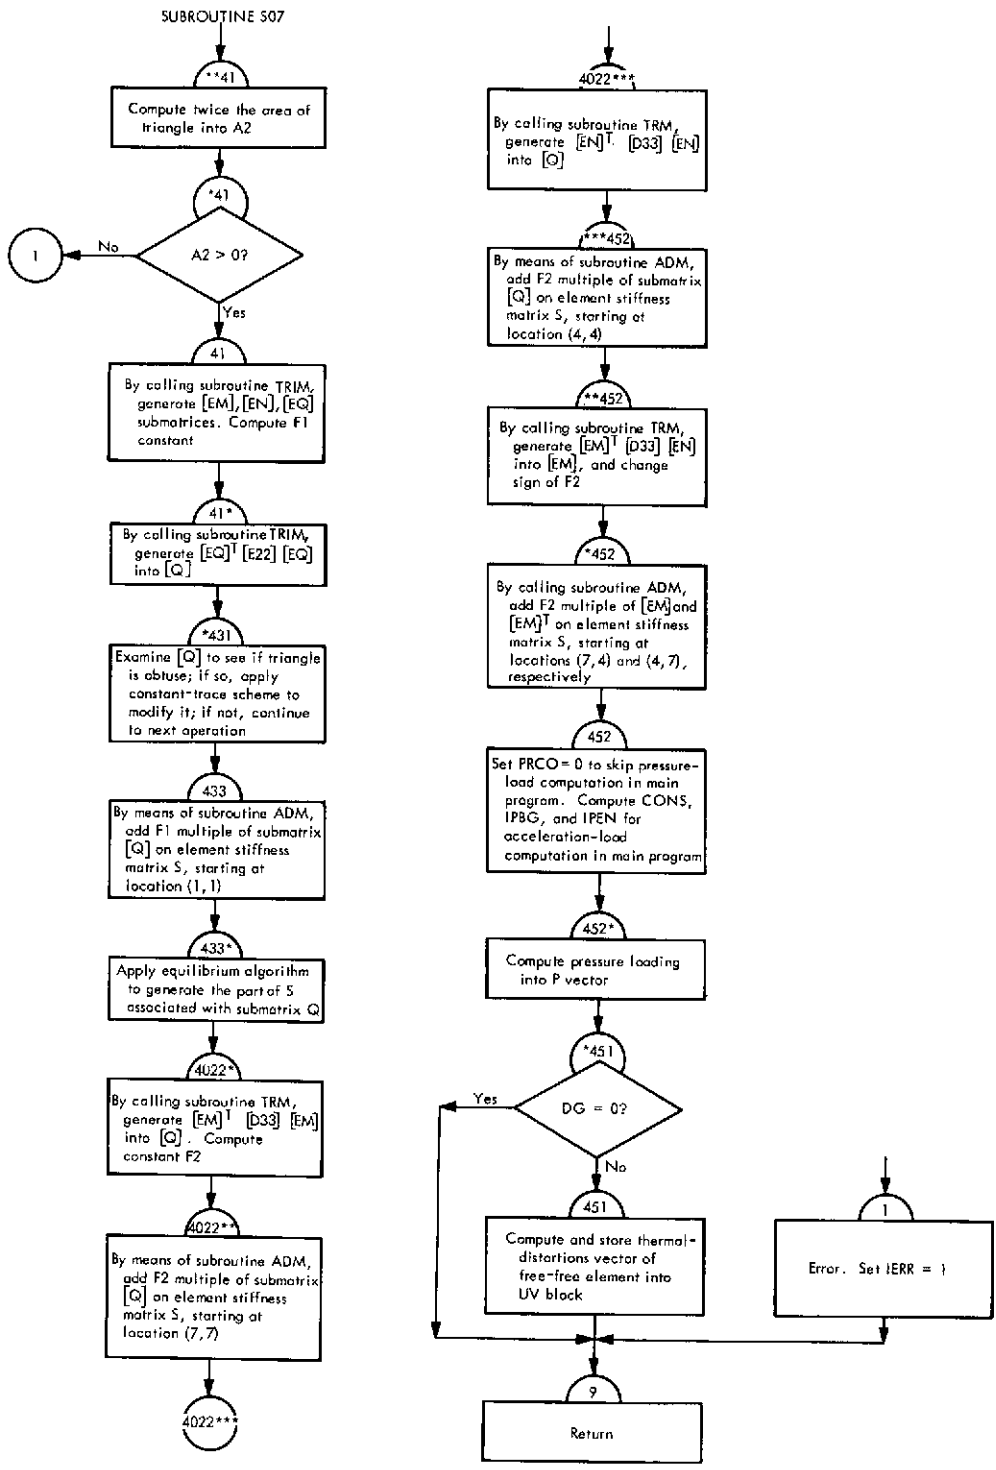 SUBROUTINE S07
**41
Compute twice the area of
triangle into A2
*41
A2 > 0?
No
1
Yes
41
By calling subroutine TRIM,
generate [EM],[EN],[EQ]
submatrices. Compute F1
constant
41*
By calling subroutine TRIM,
generate [EQ]ᵀ [E22] [EQ]
into [Q]
*431
Examine [Q] to see if triangle
is obtuse; if so, apply
constant-trace scheme to
modify it; if not, continue
to next operation
433
By means of subroutine ADM,
add F1 multiple of submatrix
[Q] on element stiffness
matrix S, starting at
location (1,1)
433*
Apply equilibrium algorithm
to generate the part of S
associated with submatrix Q
4022*
By calling subroutine TRM,
generate [EM]ᵀ [D33] [EM]
into [Q]. Compute
constant F2
4022**
By means of subroutine ADM,
add F2 multiple of submatrix
[Q] on element stiffness
matrix S, starting at
location (7,7)
4022***
4022***
By calling subroutine TRM,
generate [EN]ᵀ. [D33] [EN]
into [Q]
***452
By means of subroutine ADM,
add F2 multiple of submatrix
[Q] on element stiffness
matrix S, starting at
location (4,4)
**452
By calling subroutine TRM,
generate [EM]ᵀ [D33] [EN]
into [EM], and change
sign of F2
*452
By calling subroutine ADM,
add F2 multiple of [EM] and
[EM]ᵀ on element stiffness
matrix S, starting at
locations (7,4) and (4,7),
respectively
452
Set PRCO = 0 to skip pressure-
load computation in main
program. Compute CONS,
IPBG, and IPEN for
acceleration-load
computation in main program
452*
Compute pressure loading
into P vector
*451
DG = 0?
Yes
No
451
Compute and store thermal-
distortions vector of
free-free element into
UV block
1
Error. Set IERR = 1
9
Return